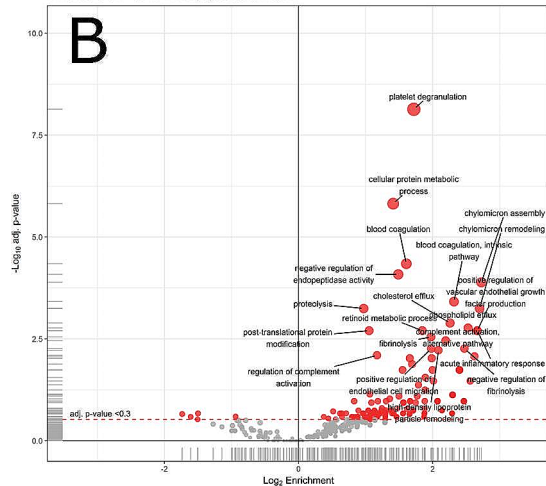 B
10.0
7.5
5.0
2.5
0.0
-Log10 adj. p-value
platelet degranulation
cellular protein metabolic
process
chylomicron assembly
chylomicron remodeling
blood coagulation
blood coagulation, intrinsic
pathway
negative regulation of
endopeptidase activity
positive regulation of
vascular endothelial growth
factor production
cholesterol efflux
proteolysis
phospholipid efflux
retinoid metabolic process
complement activation,
alternative pathway
post-translational protein
modification
fibrinolysis
acute inflammatory response
regulation of complement
activation
positive regulation of
endothelial cell migration
negative regulation of
fibrinolysis
high-density lipoprotein
particle remodeling
adj. p-value <0.3
-2
0
2
Log2 Enrichment